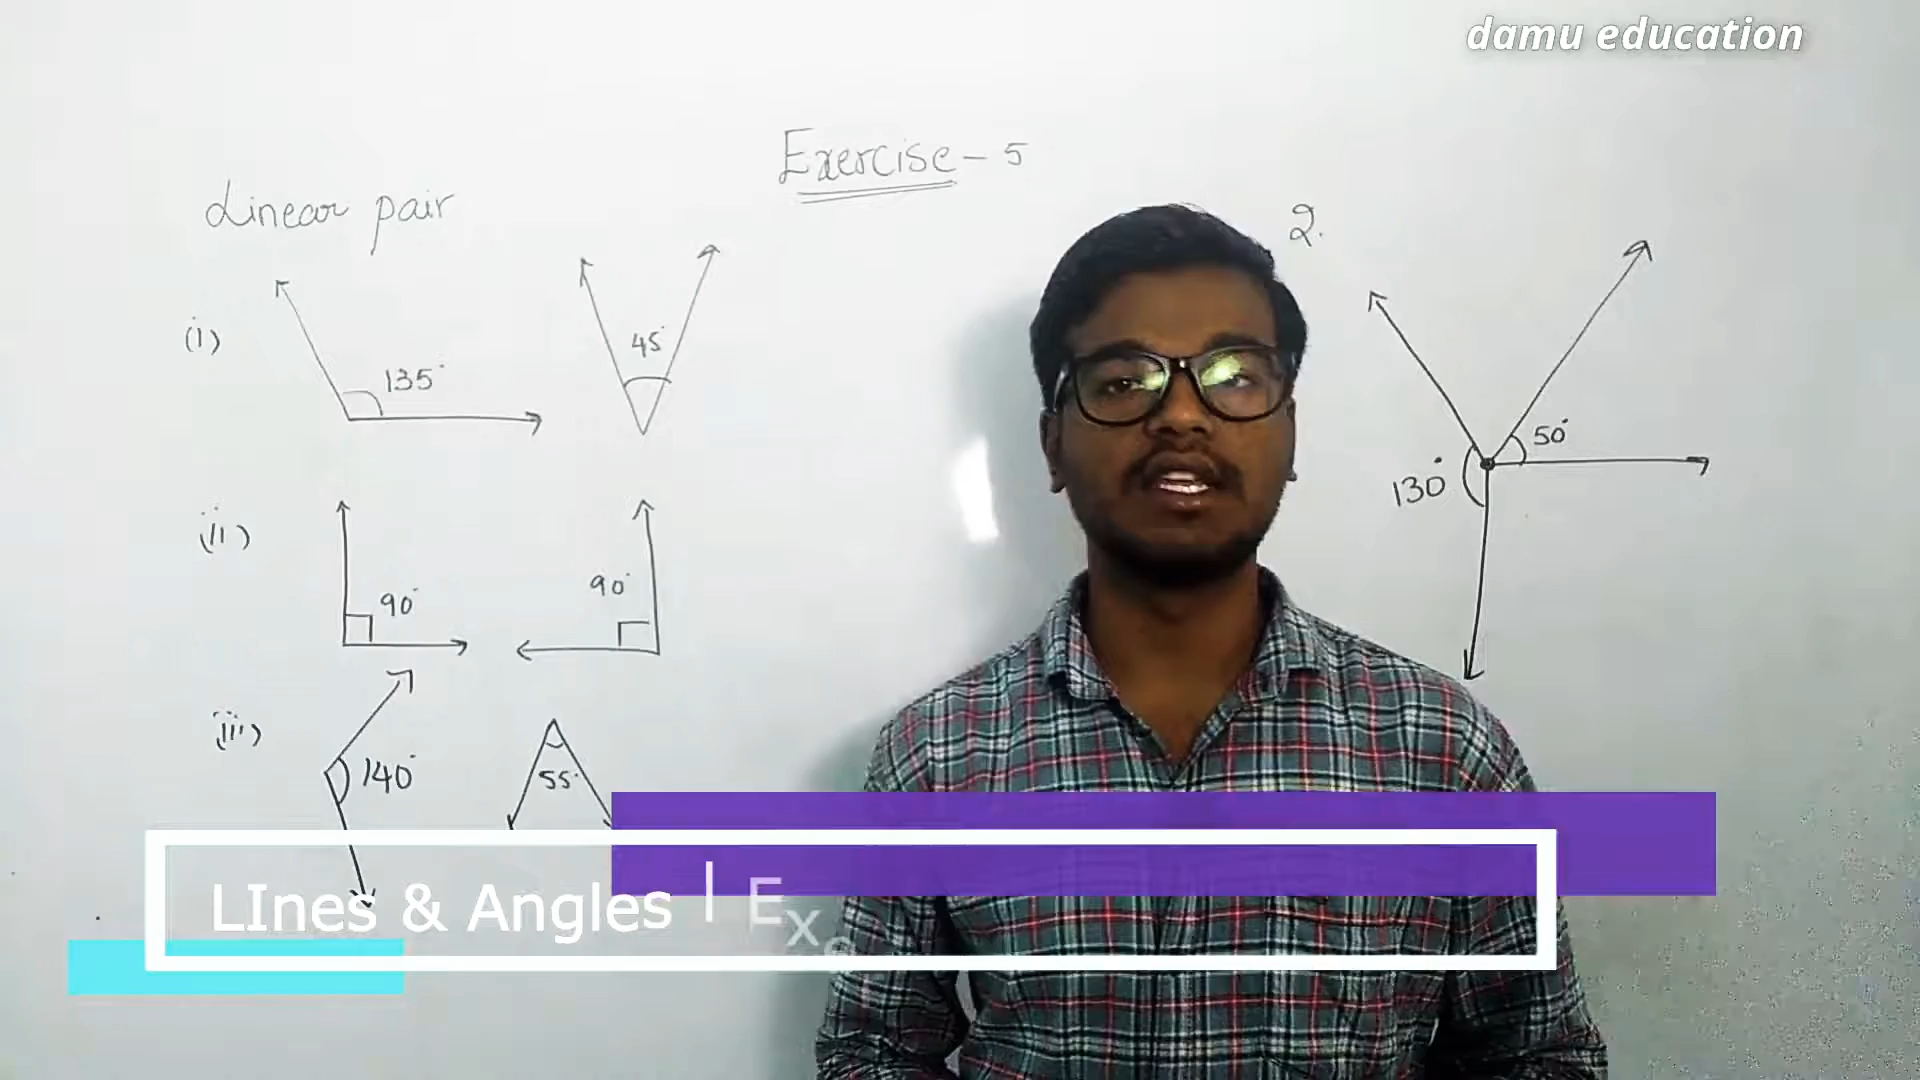 damu education
Exercise - 5
Linear pair
2.
(i)
135°
45°
50°
130°
(ii)
90°
90°
(iii)
140°
55°
LInes & Angles |